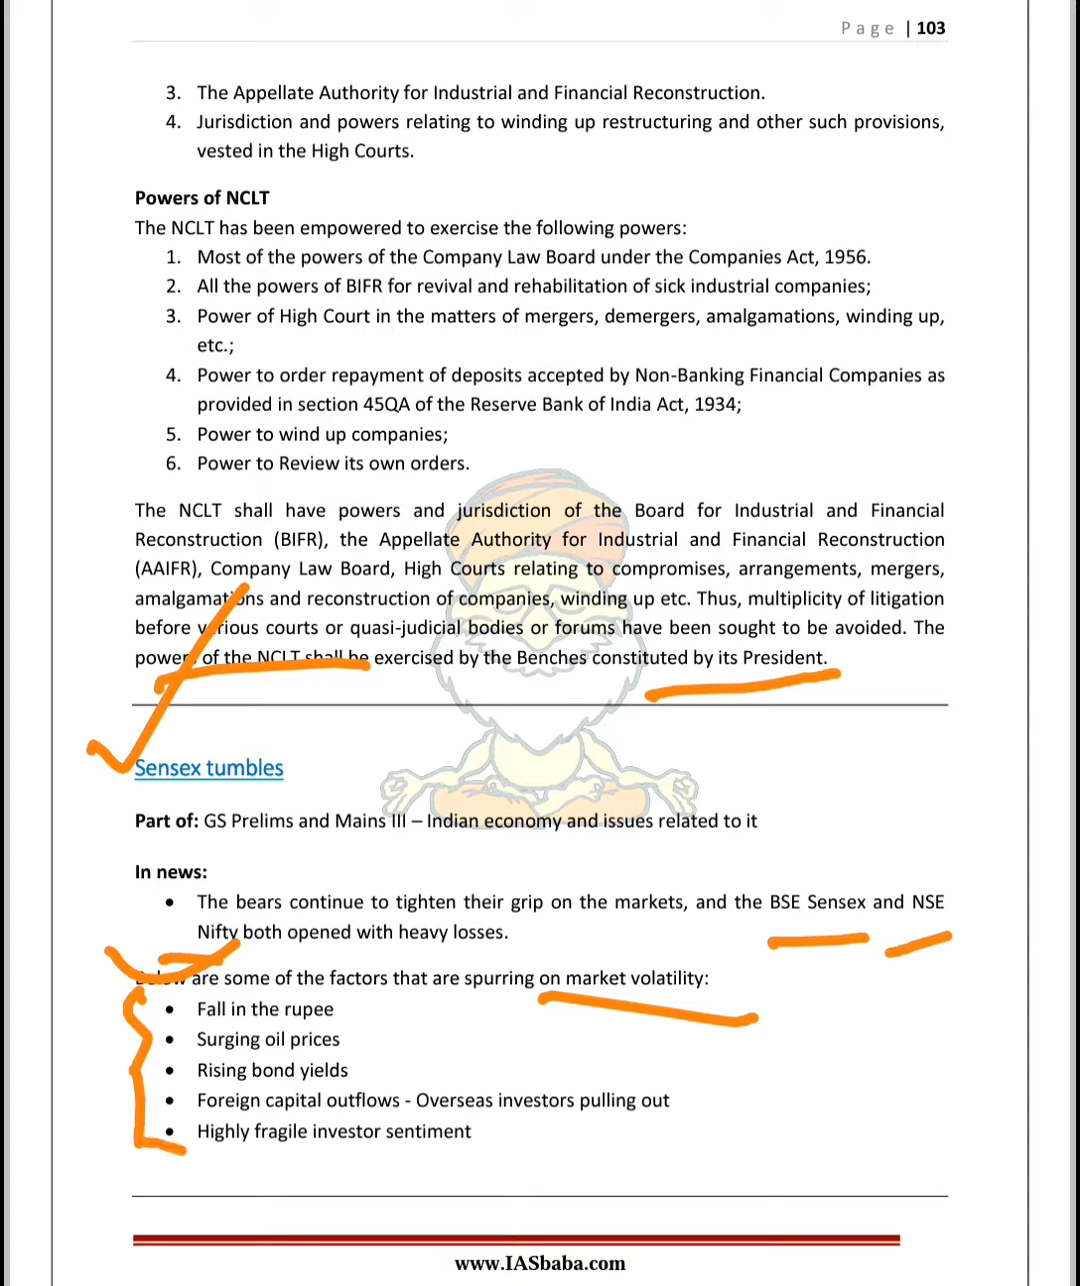 Page | 103
3. The Appellate Authority for Industrial and Financial Reconstruction.
4. Jurisdiction and powers relating to winding up restructuring and other such provisions,
vested in the High Courts.
Powers of NCLT
The NCLT has been empowered to exercise the following powers:
1. Most of the powers of the Company Law Board under the Companies Act, 1956.
2. All the powers of BIFR for revival and rehabilitation of sick industrial companies;
3. Power of High Court in the matters of mergers, demergers, amalgamations, winding up,
etc.;
4. Power to order repayment of deposits accepted by Non-Banking Financial Companies as
provided in section 45QA of the Reserve Bank of India Act, 1934;
5. Power to wind up companies;
6. Power to Review its own orders.
The NCLT shall have powers and jurisdiction of the Board for Industrial and Financial
Reconstruction (BIFR), the Appellate Authority for Industrial and Financial Reconstruction
(AAIFR), Company Law Board, High Courts relating to compromises, arrangements, mergers,
amalgamations and reconstruction of companies, winding up etc. Thus, multiplicity of litigation
before various courts or quasi-judicial bodies or forums have been sought to be avoided. The
powers of the NCLT shall be exercised by the Benches constituted by its President.
Sensex tumbles
Part of: GS Prelims and Mains III – Indian economy and issues related to it
In news:
• The bears continue to tighten their grip on the markets, and the BSE Sensex and NSE
Nifty both opened with heavy losses.
Below are some of the factors that are spurring on market volatility:
• Fall in the rupee
• Surging oil prices
• Rising bond yields
• Foreign capital outflows - Overseas investors pulling out
• Highly fragile investor sentiment
www.IASbaba.com